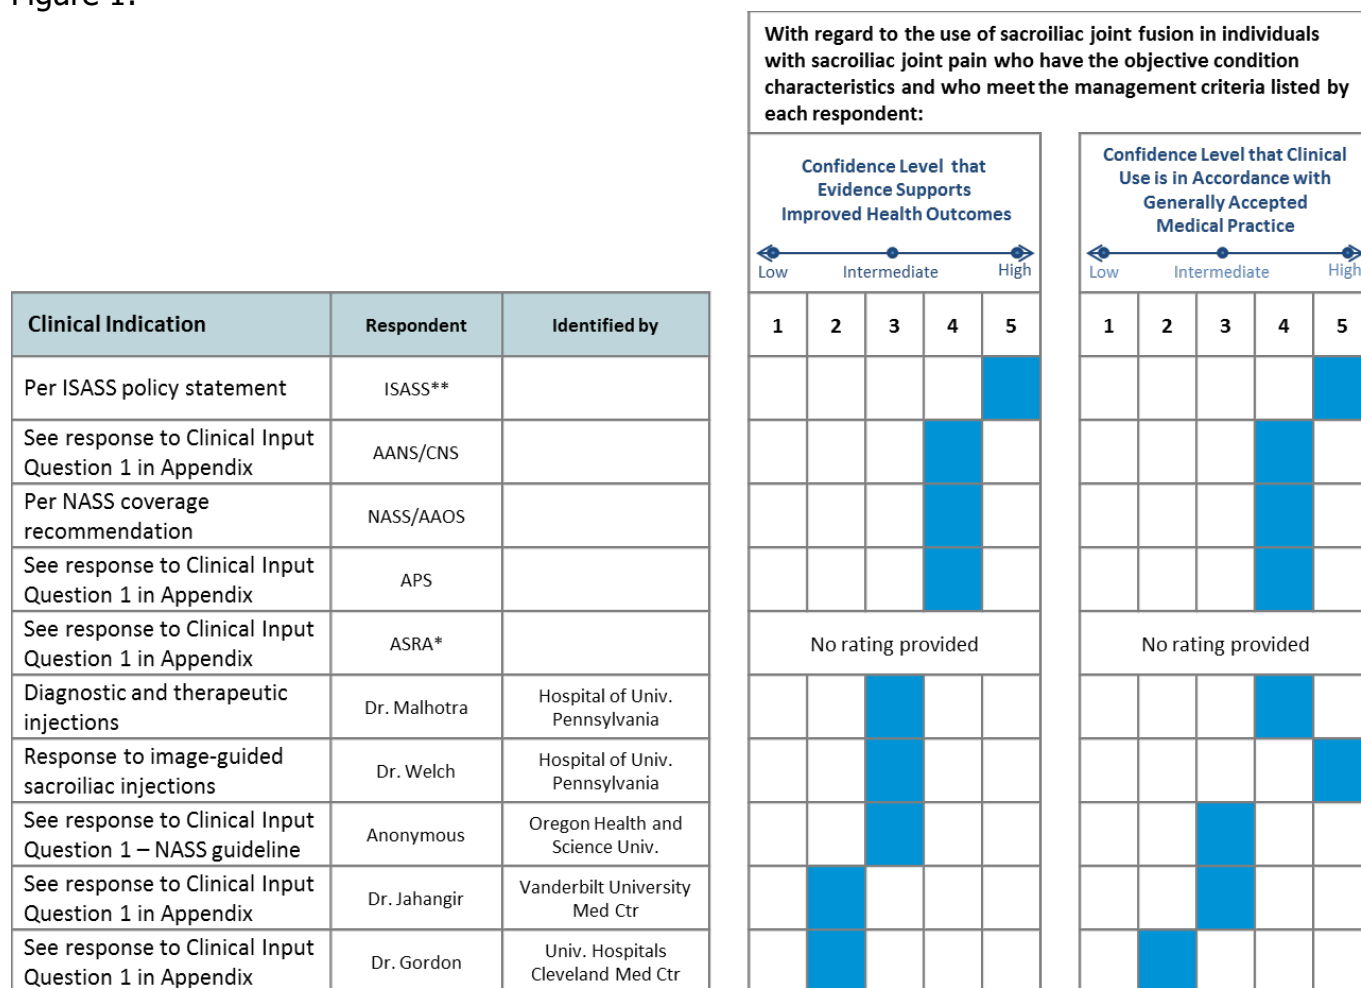 Figure 1.
With regard to the use of sacroiliac joint fusion in individuals
with sacroiliac joint pain who have the objective condition
characteristics and who meet the management criteria listed by
each respondent:
Confidence Level that
Evidence Supports
Improved Health Outcomes
Low Intermediate High
Confidence Level that Clinical
Use is in Accordance with
Generally Accepted
Medical Practice
Low Intermediate High
Clinical Indication Respondent Identified by 1 2 3 4 5 1 2 3 4 5
Per ISASS policy statement ISASS**
See response to Clinical Input
Question 1 in Appendix
AANS/CNS
Per NASS coverage
recommendation
NASS/AAOS
See response to Clinical Input
Question 1 in Appendix
APS
See response to Clinical Input
Question 1 in Appendix
ASRA*
No rating provided No rating provided
Diagnostic and therapeutic
injections
Dr. Malhotra
Hospital of Univ.
Pennsylvania
Response to image-guided
sacroiliac injections
Dr. Welch
Hospital of Univ.
Pennsylvania
See response to Clinical Input
Question 1 – NASS guideline
Anonymous
Oregon Health and
Science Univ.
See response to Clinical Input
Question 1 in Appendix
Dr. Jahangir
Vanderbilt University
Med Ctr
See response to Clinical Input
Question 1 in Appendix
Dr. Gordon
Univ. Hospitals
Cleveland Med Ctr